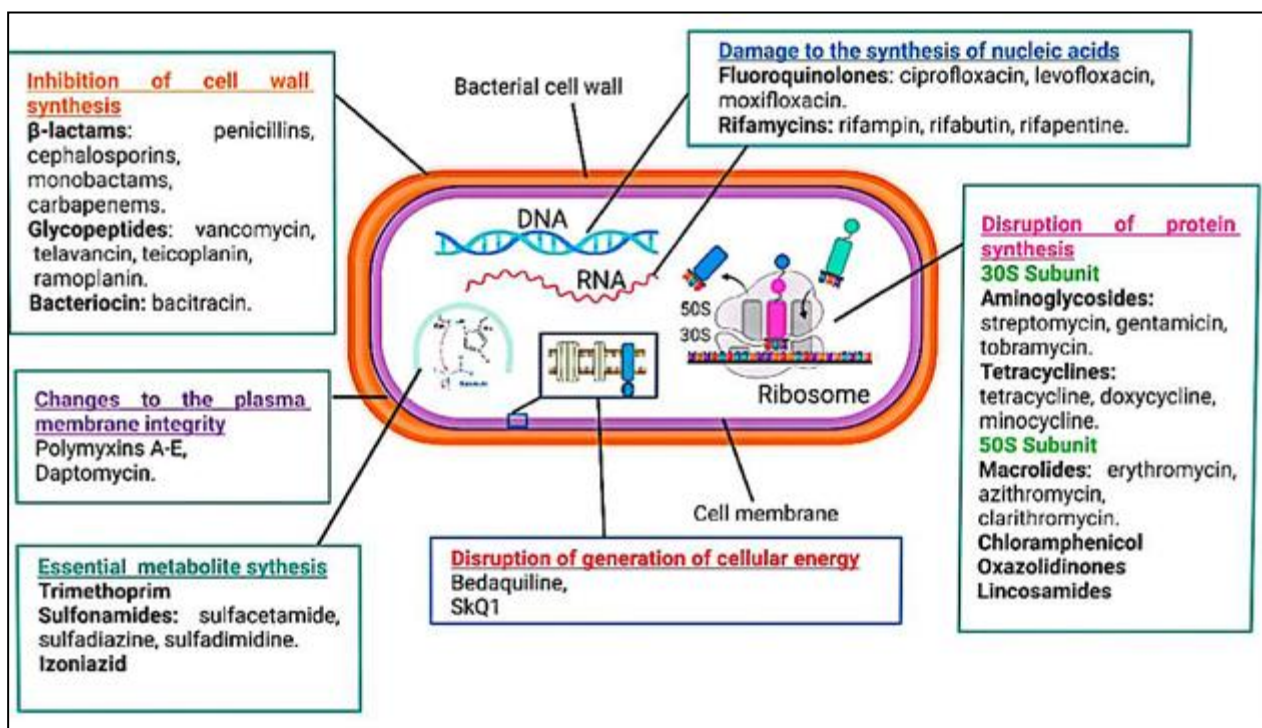 Inhibition of cell wall
synthesis
β-lactams: penicillins,
cephalosporins,
monobactams,
carbapenems.
Glycopeptides: vancomycin,
telavancin, teicoplanin,
ramoplanin.
Bacteriocin: bacitracin.
Changes to the plasma
membrane integrity
Polymyxins A-E,
Daptomycin.
Essential metabolite sythesis
Trimethoprim
Sulfonamides: sulfacetamide,
sulfadiazine, sulfadimidine.
Izoniazid
Bacterial cell wall
DNA
RNA
50S
30S
Ribosome
Cell membrane
Disruption of generation of cellular energy
Bedaquiline,
SkQ1
Damage to the synthesis of nucleic acids
Fluoroquinolones: ciprofloxacin, levofloxacin,
moxifloxacin.
Rifamycins: rifampin, rifabutin, rifapentine.
Disruption of protein
synthesis
30S Subunit
Aminoglycosides:
streptomycin, gentamicin,
tobramycin.
Tetracyclines:
tetracycline, doxycycline,
minocycline.
50S Subunit
Macrolides: erythromycin,
azithromycin,
clarithromycin.
Chloramphenicol
Oxazolidinones
Lincosamides